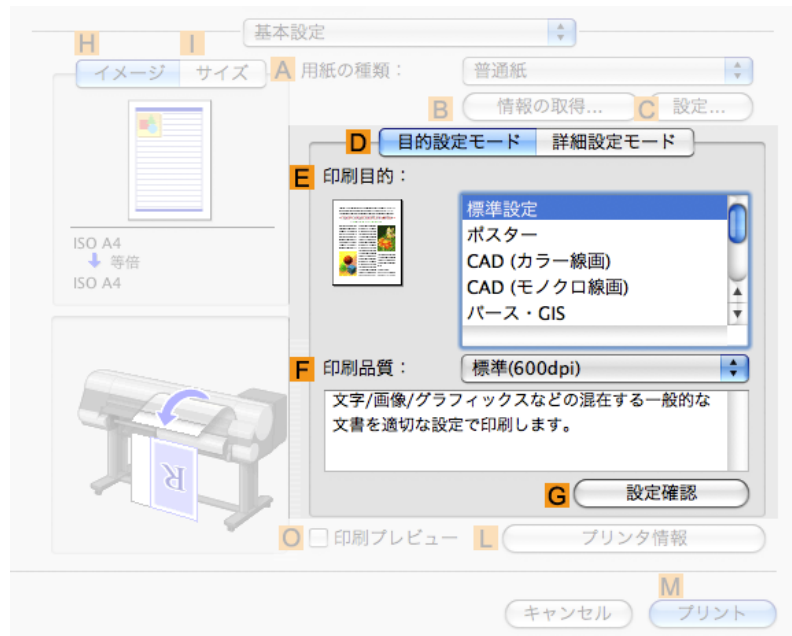 基本設定
H I
イメージ サイズ
A 用紙の種類： 普通紙
B 情報の取得... C 設定...
D 目的設定モード 詳細設定モード
E 印刷目的：
標準設定
ポスター
CAD (カラー線画)
CAD (モノクロ線画)
パース・GIS
ISO A4
等倍
ISO A4
F 印刷品質： 標準(600dpi)
文字/画像/グラフィックスなどの混在する一般的な
文書を適切な設定で印刷します。
G 設定確認
R
O 印刷プレビュー L プリンタ情報
M
キャンセル プリント